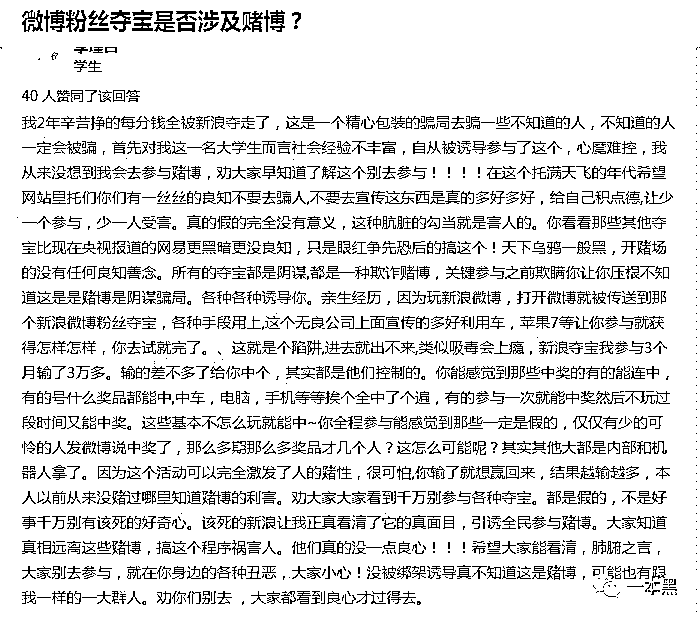 微博粉丝夺宝是否涉及赌博？
学生
40 人赞同了该回答
我2年辛苦挣的每分钱全被新浪夺走了，这是一个精心包装的骗局去骗一些不知道的人，不知道的人
一定会被骗，首先对我这一名大学生而言社会经验不丰富，自从被诱导参与了这个，心魔难控，我
从来没想到我会去参与赌博，劝大家早知道了解这个别去参与！！！！在这个托满天飞的年代希望
网站里托们你们有一丝丝的良知不要去骗人,不要去宣传这东西是真的多好多好，给自己积点德,让少
一个参与，少一人受害。真的假的完全没有意义，这种肮脏的勾当就是害人的。你看看那些其他夺
宝比现在央视报道的网易更黑暗更没良知，只是眼红争先恐后的搞这个！天下乌鸦一般黑，开赌场
的没有任何良知善念。所有的夺宝都是阴谋,都是一种欺诈赌博，关键参与之前欺瞒你让你压根不知
道这是是赌博是阴谋骗局。各种各种诱导你。亲生经历，因为玩新浪微博，打开微博就被传送到那
个新浪微博粉丝夺宝，各种手段用上,这个无良公司上面宣传的多好利用车，苹果7等让你参与就获
得怎样怎样，你去试就完了。、这就是个陷阱,进去就出不来,类似吸毒会上瘾，新浪夺宝我参与3个
月输了3万多。输的差不多了给你中个，其实都是他们控制的。你能感觉到那些中奖的有的能连中，
有的号什么奖品都能中,中车，电脑，手机等等挨个全中了个遍，有的参与一次就能中奖然后不玩过
段时间又能中奖。这些基本不怎么玩就能中~你全程参与能感觉到那些一定是假的，仅仅有少的可
怜的人发微博说中奖了，那么多期那么多奖品才几个人？这怎么可能呢？其实其他大都是内部和机
器人拿了。因为这个活动可以完全激发了人的赌性，很可怕,你输了就想赢回来，结果越输越多，本
人以前从来没赌过哪里知道赌博的利害。劝大家大家看到千万别参与各种夺宝。都是假的，不是好
事千万别有该死的好奇心。该死的新浪让我正真看清了它的真面目，引诱全民参与赌博。大家知道
真相远离这些赌博，搞这个程序祸害人。他们真的没一点良心！！！希望大家能看清，肺腑之言，
大家别去参与，就在你身边的各种丑恶，大家小心！没被绑架诱导真不知道这是赌博，可能也有跟
我一样的一大群人。劝你们别去 ，大家都看到良心才过得去。
一本黑